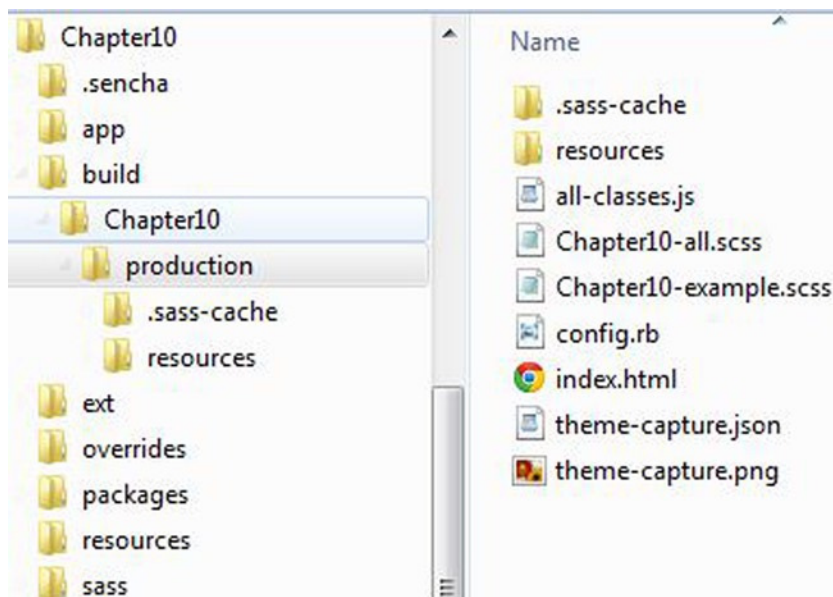 Chapter10
.sencha
app
build
Chapter10
production
.sass-cache
resources
ext
overrides
packages
resources
sass
Name
.sass-cache
resources
all-classes.js
Chapter10-all.scss
Chapter10-example.scss
config.rb
index.html
theme-capture.json
theme-capture.png